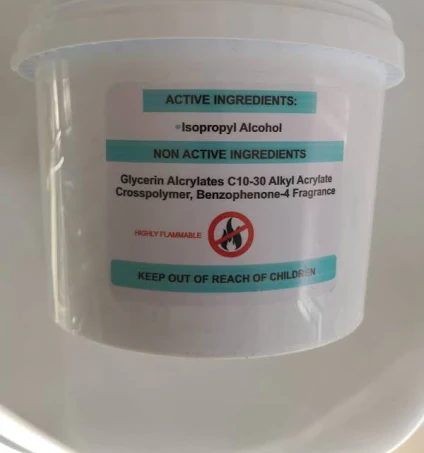 ACTIVE INGREDIENTS:
•Isopropyl Alcohol
NON ACTIVE INGREDIENTS
Glycerin Alcrylates C10-30 Alkyl Acrylate
Crosspolymer, Benzophenone-4 Fragrance
HIGHLY FLAMMABLE
KEEP OUT OF REACH OF CHILDREN